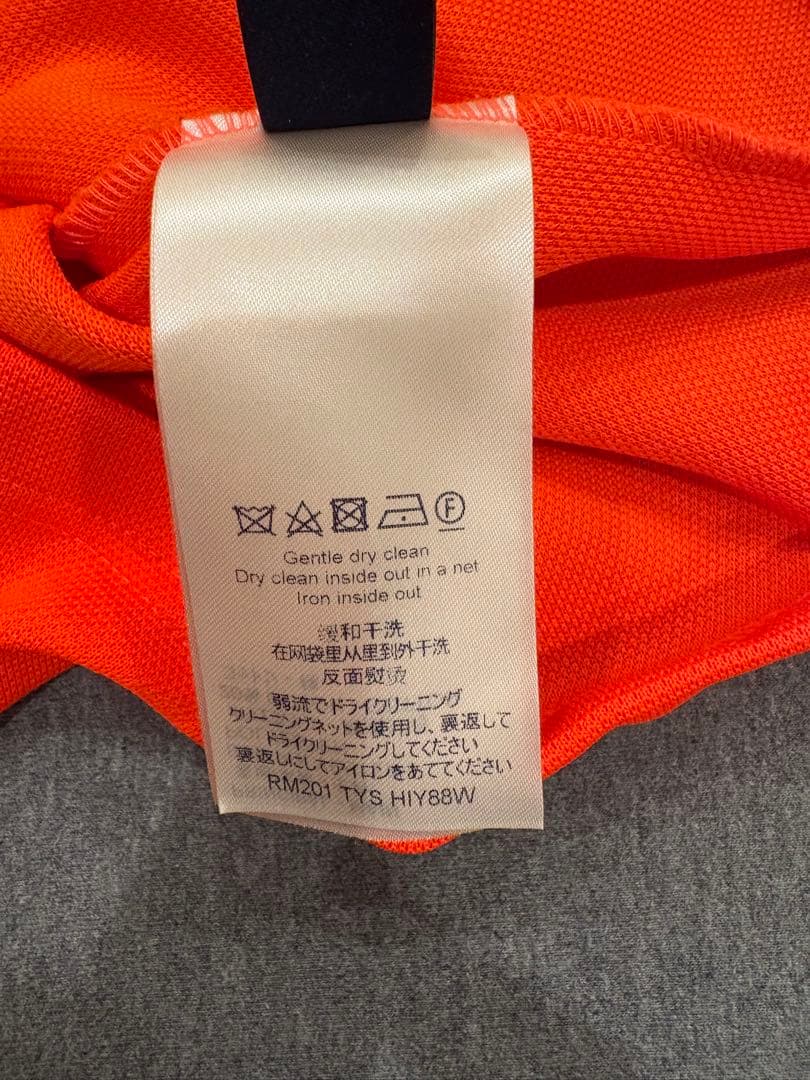 F
Gentle dry clean
Dry clean inside out in a net
Iron inside out
缓和干洗
在网袋里从里到外干洗
反面熨烫
弱流でドライクリーニング
クリーニングネットを使用し、裏返して
ドライクリーニングしてください
裏返しにしてアイロンをあててください
RM201 TYS HIY88W